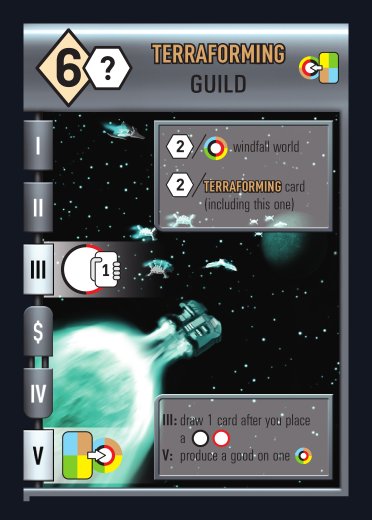 6 ?
TERRAFORMING
GUILD
2 / windfall world
2 / TERRAFORMING card
(including this one)
I
II
III
1
$
IV
V
III: draw 1 card after you place
a
V: produce a good on one